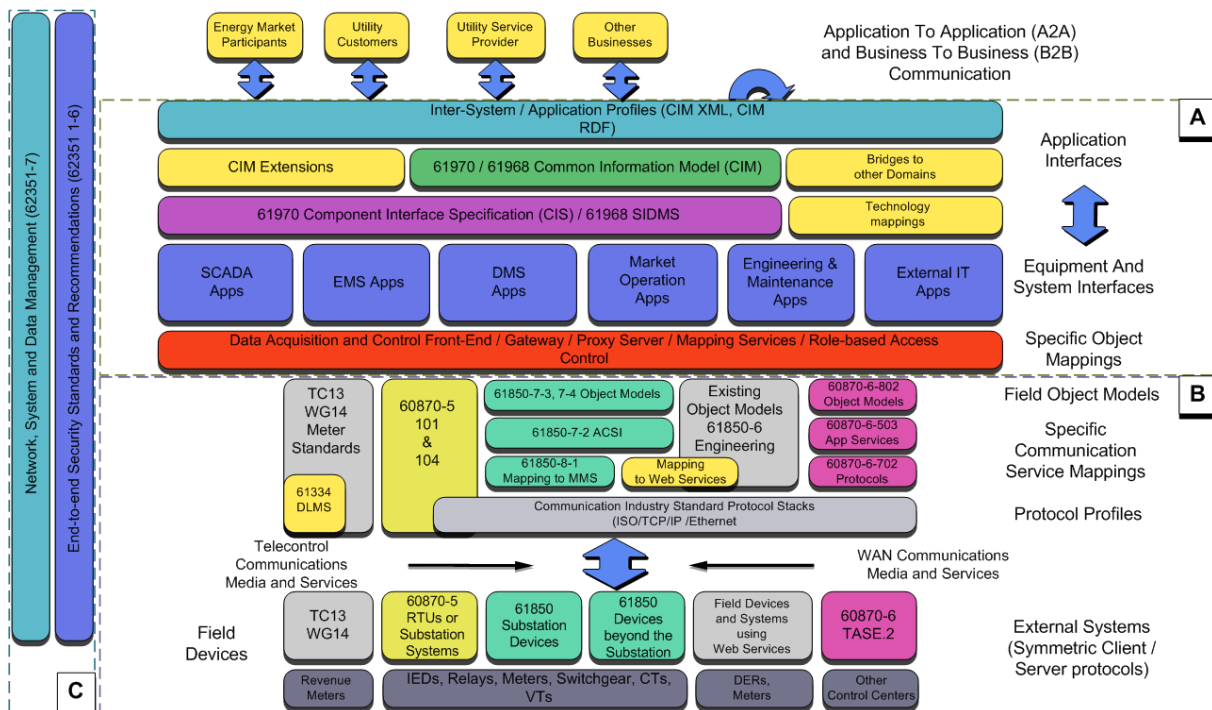 Network, System and Data Management (62351-7)
End-to-end Security Standards and Recommendations (62351 1-6)
C
Energy Market
Participants
Utility
Customers
Utility Service
Provider
Other
Businesses
Application To Application (A2A)
and Business To Business (B2B)
Communication
A
Inter-System / Application Profiles (CIM XML, CIM
RDF)
Application
Interfaces
CIM Extensions
61970 / 61968 Common Information Model (CIM)
Bridges to
other Domains
61970 Component Interface Specification (CIS) / 61968 SIDMS
Technology
mappings
SCADA
Apps
EMS Apps
DMS
Apps
Market
Operation
Apps
Engineering &
Maintenance
Apps
External IT
Apps
Equipment And
System Interfaces
Data Acquisition and Control Front-End / Gateway / Proxy Server / Mapping Services / Role-based Access
Control
Specific Object
Mappings
B
TC13
WG14
Meter
Standards
61334
DLMS
60870-5
101
&
104
61850-7-3, 7-4 Object Models
61850-7-2 ACSI
61850-8-1
Mapping to MMS
Existing
Object Models
61850-6
Engineering
Mapping
to Web Services
60870-6-802
Object Models
60870-6-503
App Services
60870-6-702
Protocols
Field Object Models
Specific
Communication
Service Mappings
Communication Industry Standard Protocol Stacks
(ISO/TCP/IP /Ethernet
Protocol Profiles
Telecontrol
Communications
Media and Services
WAN Communications
Media and Services
Field
Devices
TC13
WG14
60870-5
RTUs or
Substation
Systems
61850
Substation
Devices
61850
Devices
beyond the
Substation
Field Devices
and Systems
using
Web Services
60870-6
TASE.2
External Systems
(Symmetric Client /
Server protocols)
Revenue
Meters
IEDs, Relays, Meters, Switchgear, CTs,
VTs
DERs,
Meters
Other
Control Centers